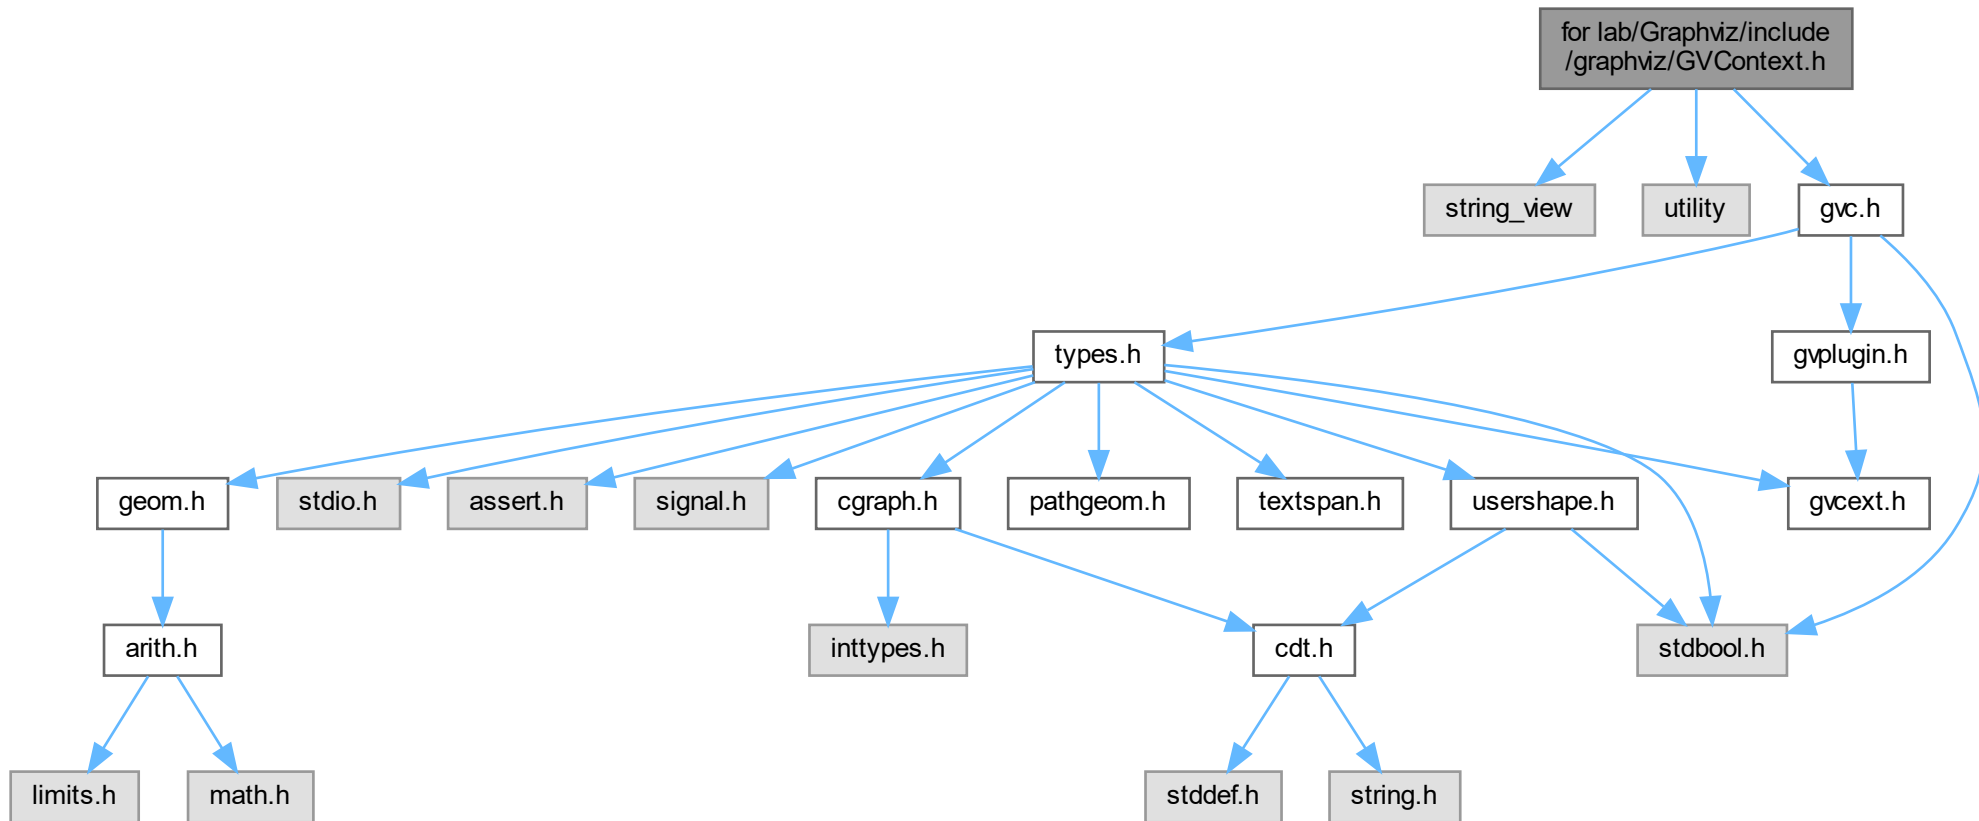 for lab/Graphviz/include
/graphviz/GVContext.h
string_view
utility
gvc.h
types.h
gvplugin.h
geom.h
stdio.h
assert.h
signal.h
cgraph.h
pathgeom.h
textspan.h
usershape.h
gvcext.h
arith.h
inttypes.h
cdt.h
stdbool.h
limits.h
math.h
stddef.h
string.h